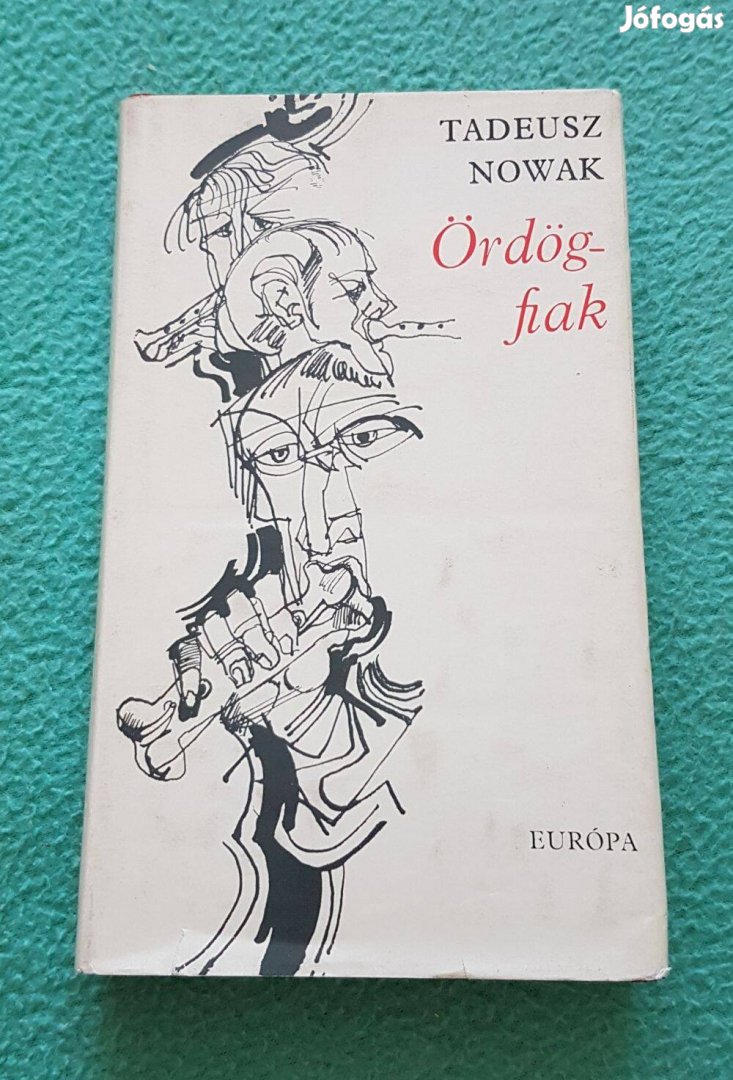 Jófogás
TADEUSZ
NOWAK
Ördög-
fiak
EURÓPA